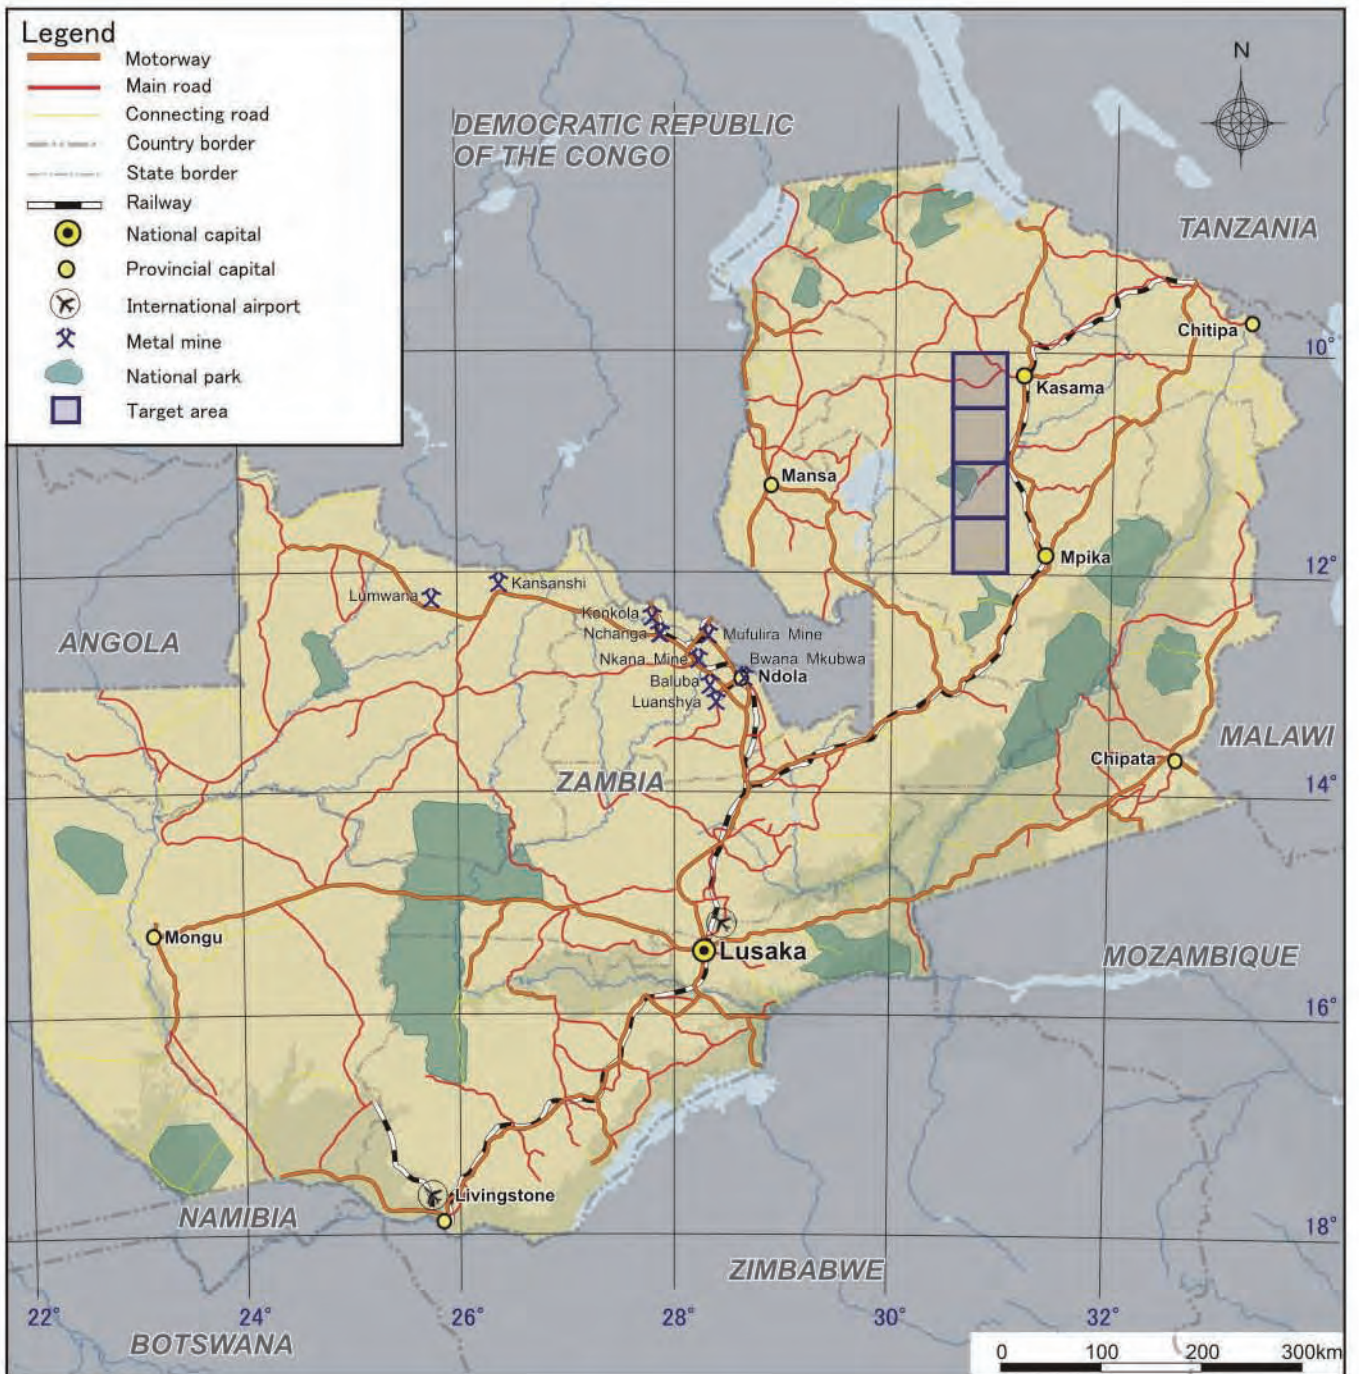 Legend
Motorway
Main road
Connecting road
Country border
State border
Railway
National capital
Provincial capital
International airport
Metal mine
National park
Target area
N
DEMOCRATIC REPUBLIC
OF THE CONGO
TANZANIA
Chitipa
10°
Kasama
Mansa
Mpika
12°
Kansanshi
Lumwana
Konkola
Nchanga
Mufulira Mine
ANGOLA
Nkana Mine
Bwana Mkubwa
Baluba
Ndola
Luanshya
MALAWI
Chipata
ZAMBIA
14°
Mongu
Lusaka
MOZAMBIQUE
16°
Livingstone
NAMIBIA
18°
ZIMBABWE
22°
24°
26°
28°
30°
32°
BOTSWANA
0 100 200 300km